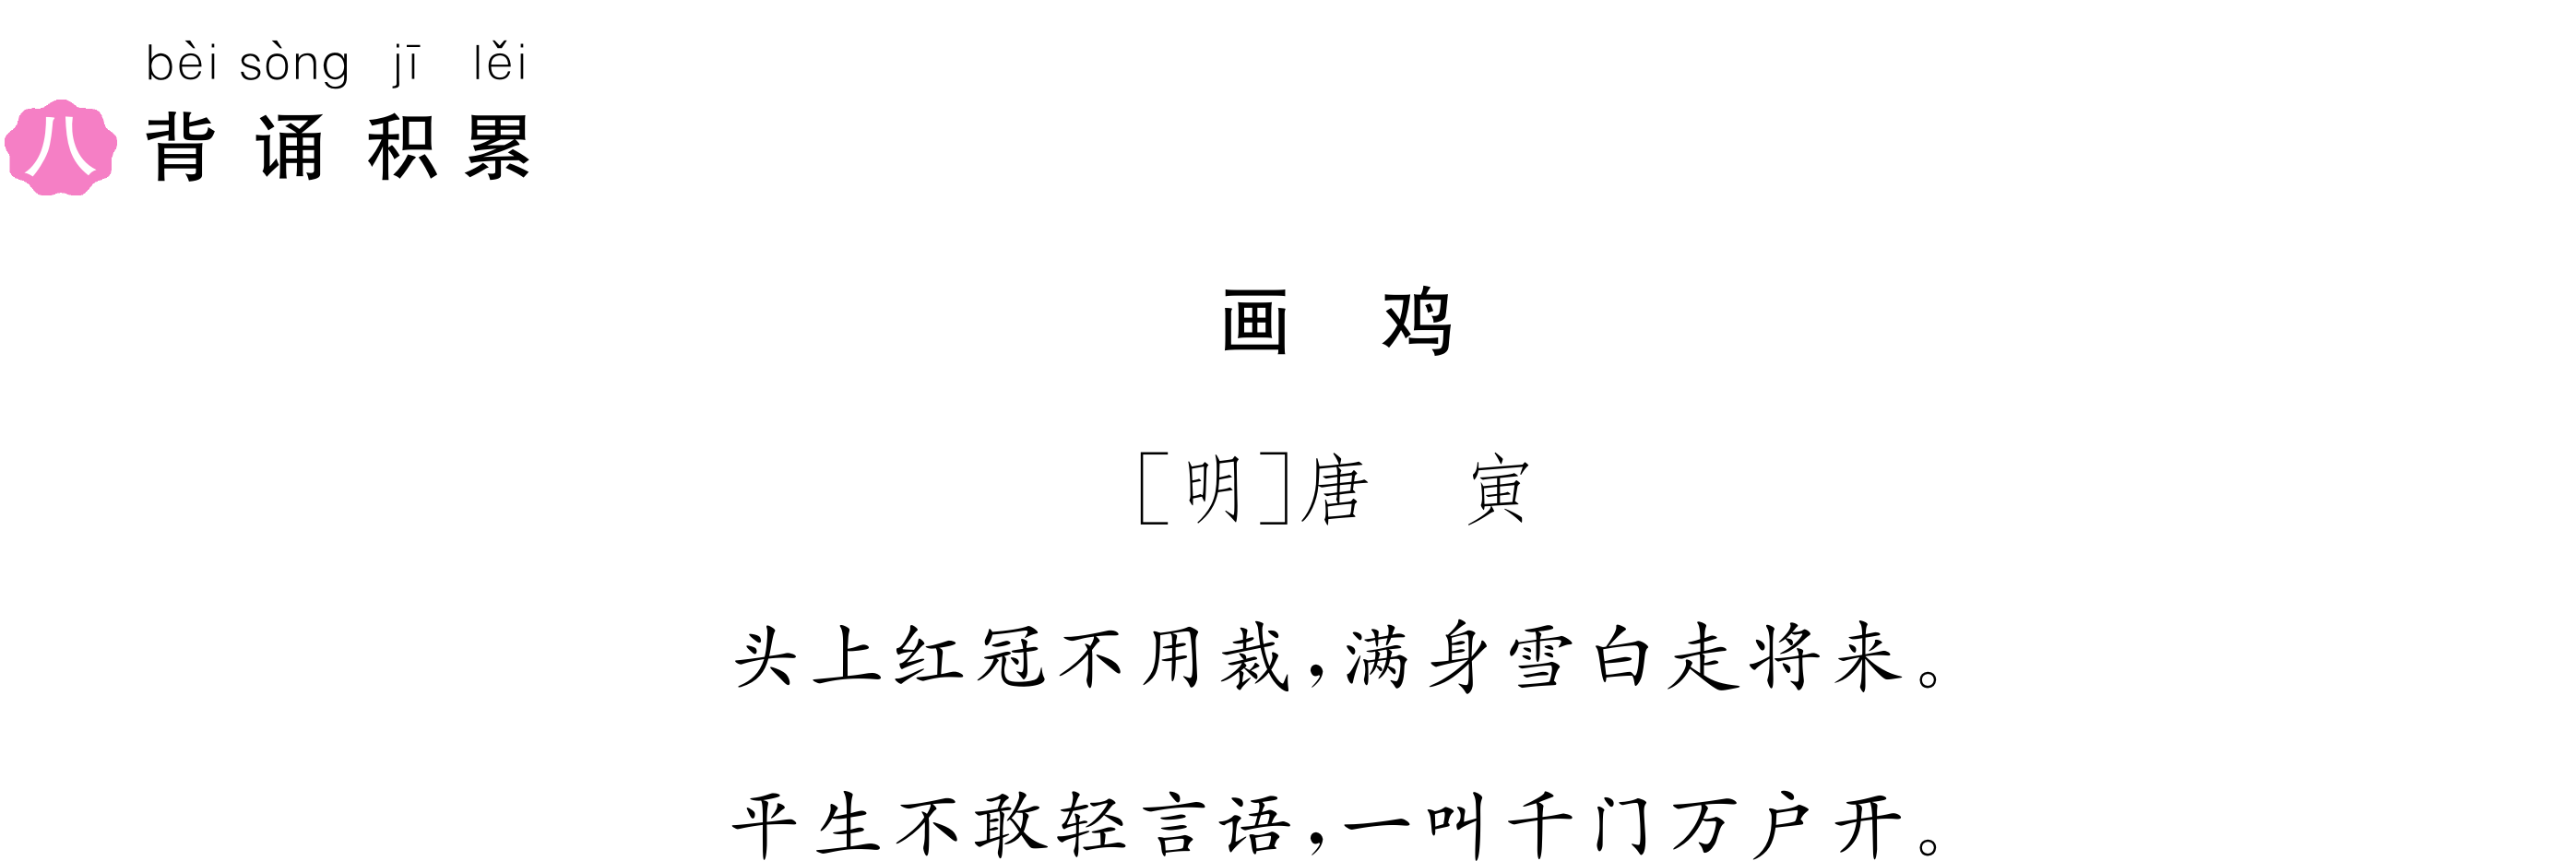 bèi sòng jī lěi
八 背诵积累
画 鸡
[明]唐 寅
头上红冠不用裁,满身雪白走将来。
平生不敢轻言语,一叫千门万户开。